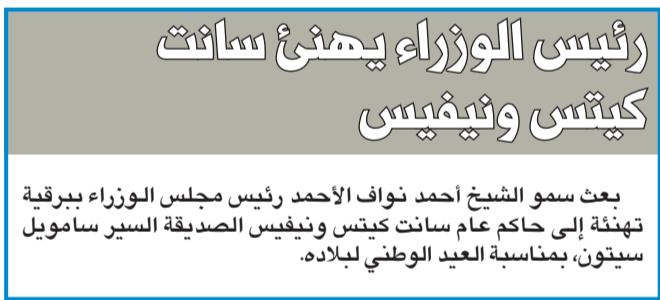 رئيس الوزراء يهنئ سانت
كيتس ونيفيس
بعث سمو الشيخ أحمد نواف الأحمد رئيس مجلس الوزراء ببرقية
تهنئة إلى حاكم عام سانت كيتس ونيفيس الصديقة السير سامويل
سيتون، بمناسبة العيد الوطني لبلاده.